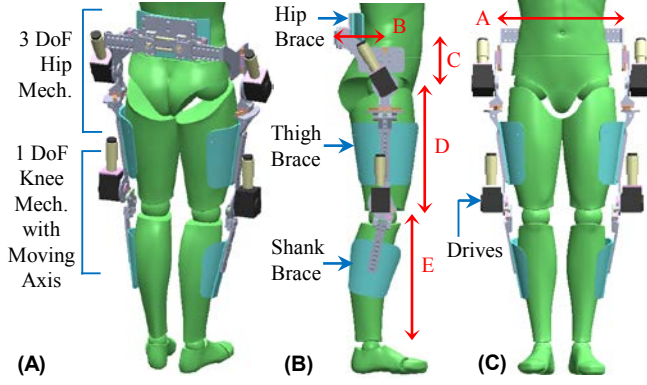 3 DoF
Hip
Mech.
1 DoF
Knee
Mech.
with
Moving
Axis
(A)
Hip
Brace
B
C
Thigh
Brace
D
Shank
Brace
E
(B)
A
Drives
(C)